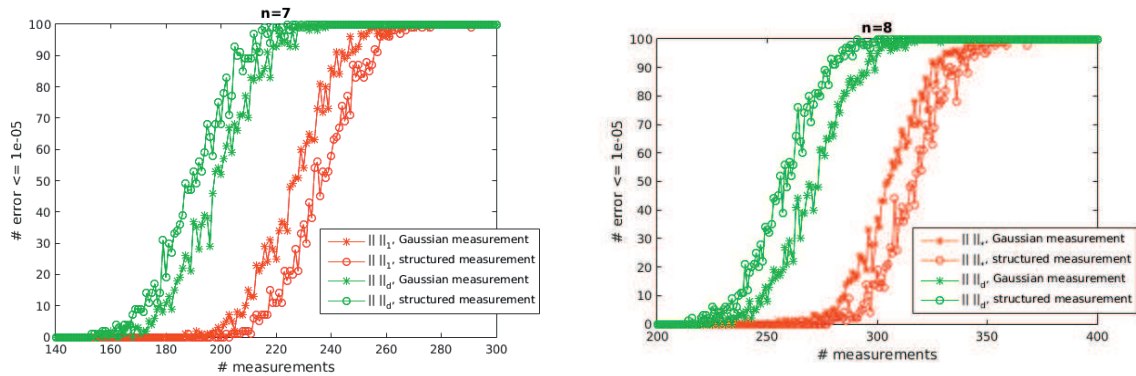 n=7
# error <= 1e-05
100
90
80
70
60
50
40
30
20
10
0
140
160
180
200
220
240
260
280
300
# measurements
|| ||1, Gaussian measurement
|| ||1, structured measurement
|| ||d, Gaussian measurement
|| ||d, structured measurement
n=8
# error <= 1e-05
100
90
80
70
60
50
40
30
20
10
0
200
250
300
350
400
# measurements
|| ||*, Gaussian measurement
|| ||*, structured measurement
|| ||d, Gaussian measurement
|| ||d, structured measurement